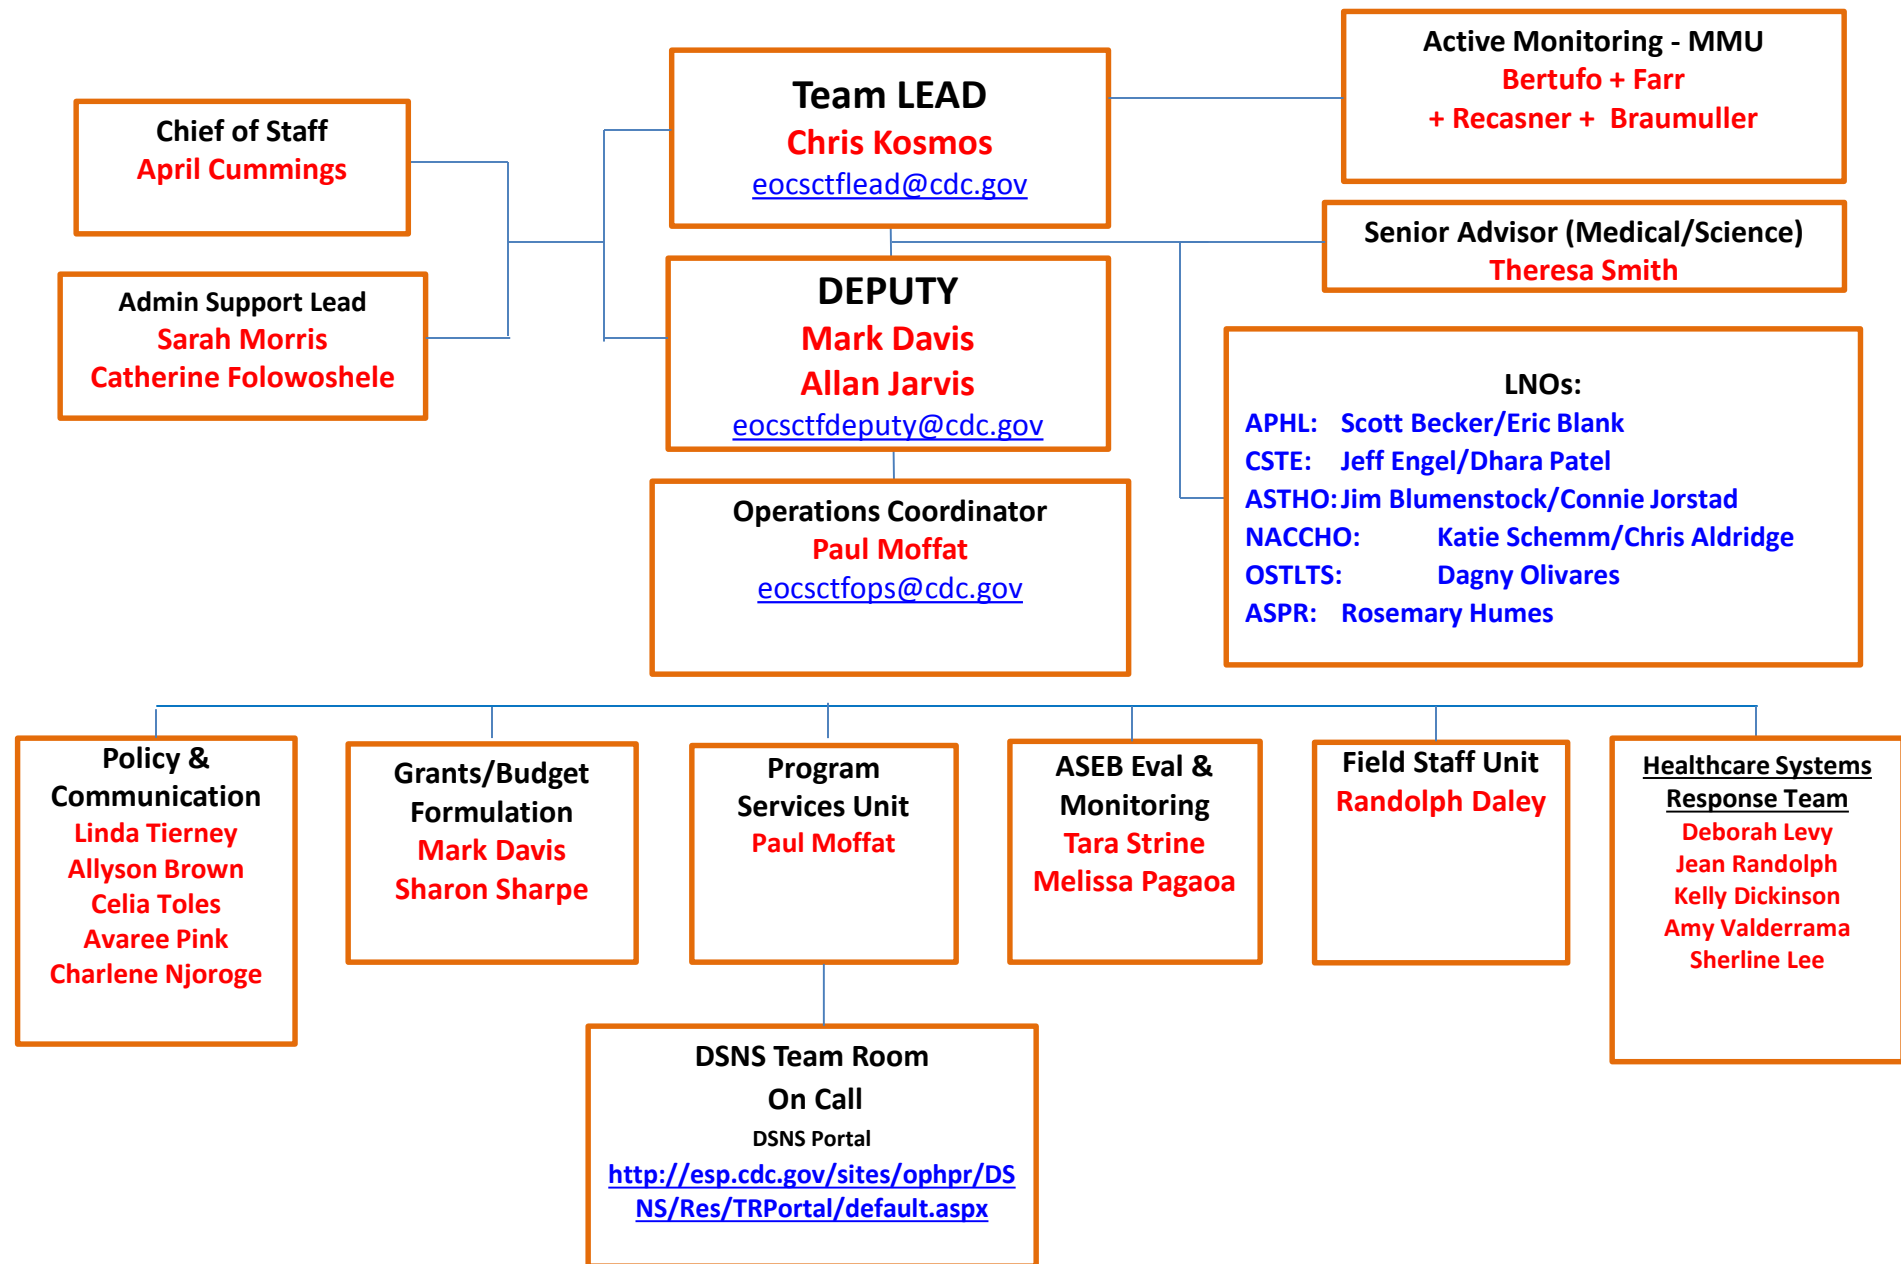 Team LEAD
Chris Kosmos
eocsctflead@cdc.gov
Active Monitoring - MMU
Bertufo + Farr
+ Recasner + Braumuller
Chief of Staff
April Cummings
Senior Advisor (Medical/Science)
Theresa Smith
Admin Support Lead
Sarah Morris
Catherine Folowoshele
DEPUTY
Mark Davis
Allan Jarvis
eocsctfdeputy@cdc.gov
LNOs:
APHL: Scott Becker/Eric Blank
CSTE: Jeff Engel/Dhara Patel
ASTHO: Jim Blumenstock/Connie Jorstad
NACCHO: Katie Schemm/Chris Aldridge
OSTLTS: Dagny Olivares
ASPR: Rosemary Humes
Operations Coordinator
Paul Moffat
eocsctfops@cdc.gov
Policy &
Communication
Linda Tierney
Allyson Brown
Celia Toles
Avaree Pink
Charlene Njoroge
Grants/Budget
Formulation
Mark Davis
Sharon Sharpe
Program
Services Unit
Paul Moffat
ASEB Eval &
Monitoring
Tara Strine
Melissa Pagaoa
Field Staff Unit
Randolph Daley
Healthcare Systems
Response Team
Deborah Levy
Jean Randolph
Kelly Dickinson
Amy Valderrama
Sherline Lee
DSNS Team Room
On Call
DSNS Portal
http://esp.cdc.gov/sites/ophpr/DS
NS/Res/TRPortal/default.aspx